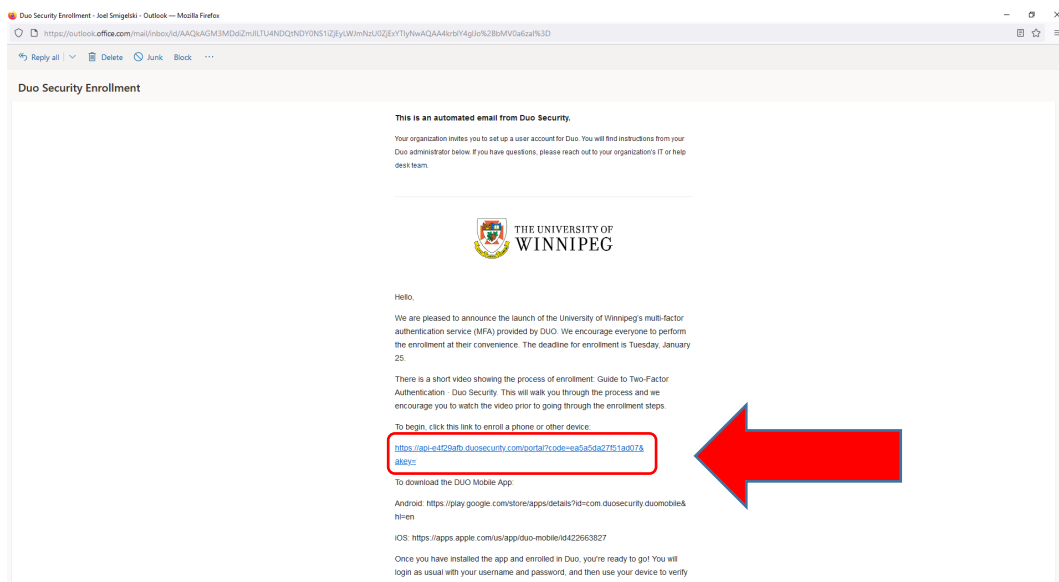 Duo Security Enrollment - Joel Smigelski - Outlook — Mozilla Firefox
Reply all Delete Junk Block ...
Duo Security Enrollment
This is an automated email from Duo Security.
Your organization invites you to set up a user account for Duo. You will find instructions from your
Duo administrator below. If you have questions, please reach out to your organization's IT or help
desk team.
THE UNIVERSITY OF
WINNIPEG
Hello,
We are pleased to announce the launch of the University of Winnipeg's multi-factor
authentication service (MFA) provided by DUO. We encourage everyone to perform
the enrollment at their convenience. The deadline for enrollment is Tuesday, January
25.
There is a short video showing the process of enrollment: Guide to Two-Factor
Authentication · Duo Security. This will walk you through the process and we
encourage you to watch the video prior to going through the enrollment steps.
To begin, click this link to enroll a phone or other device:
https://api-e4f29afb.duosecurity.com/portal?code=ea5a5da27f51ad07&
akey=
To download the DUO Mobile App:
Android: https://play.google.com/store/apps/details?id=com.duosecurity.duomobile&
hl=en
iOS: https://apps.apple.com/us/app/duo-mobile/id422663827
Once you have installed the app and enrolled in Duo, you're ready to go! You will
login as usual with your username and password, and then use your device to verify